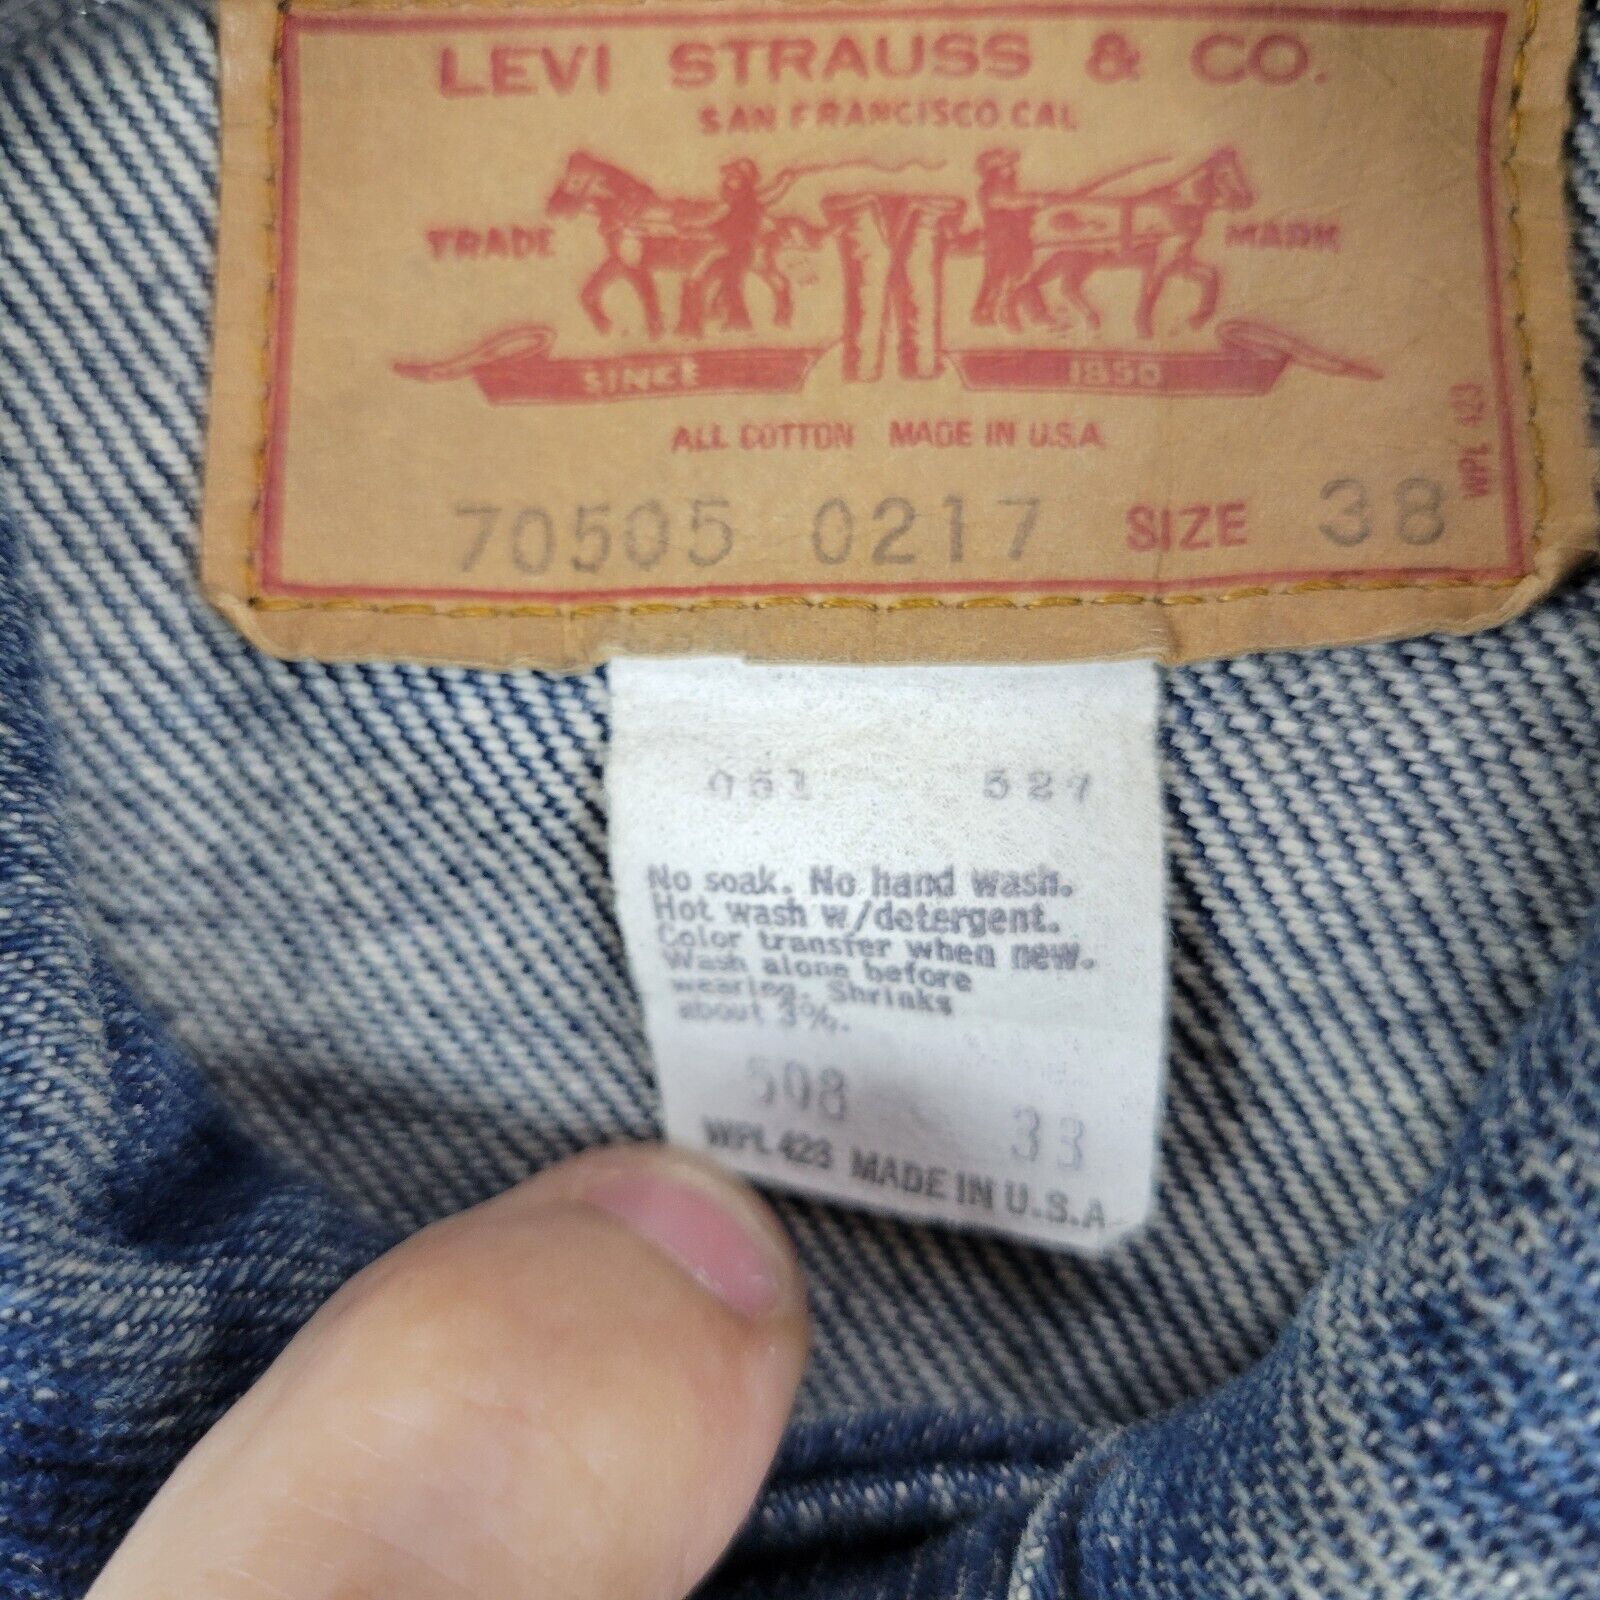 LEVI STRAUSS & CO.
SAN FRANCISCO CAL
TRADE MARK
SINCE 1850
ALL COTTON MADE IN U.S.A.
WPL 423
70505 0217 SIZE 38
No soak. No hand wash.
Hot wash w/detergent.
Color transfer when new.
Wash alone before
wearing. Shrinks
about 3%.
508 33
WPL 423 MADE IN U.S.A